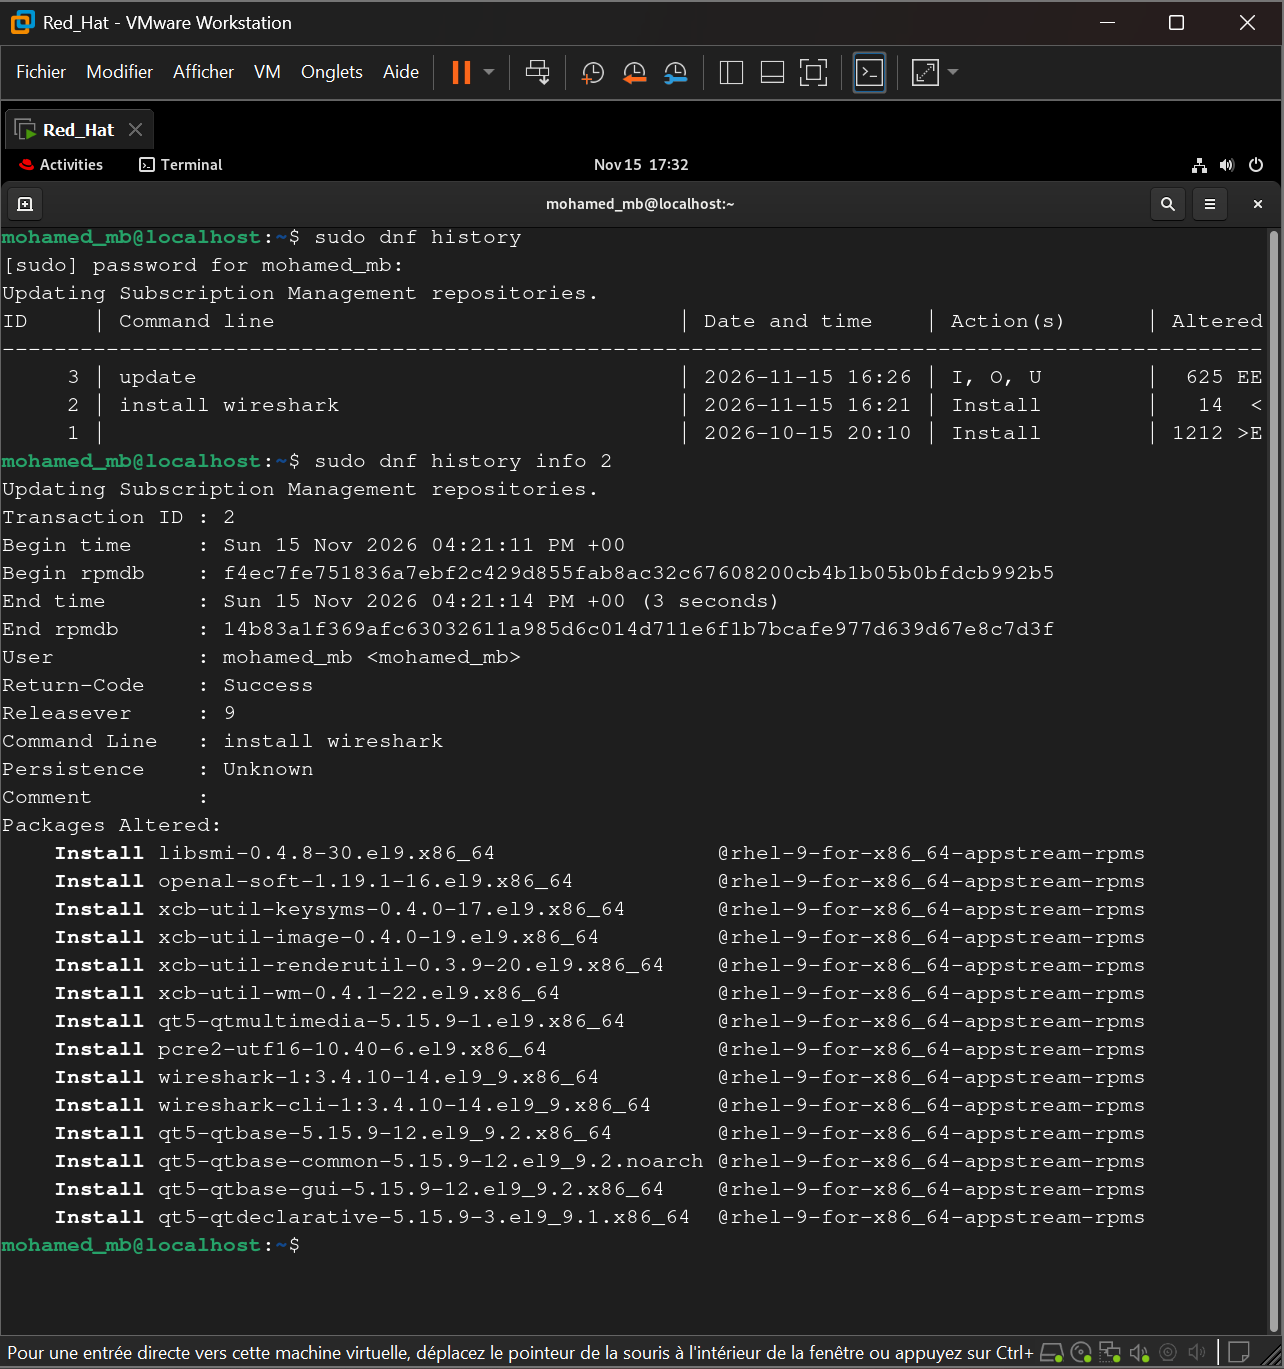 Red_Hat - VMware Workstation
Fichier Modifier Afficher VM Onglets Aide
Red_Hat
Activities Terminal Nov 15 17:32
mohamed_mb@localhost:~
mohamed_mb@localhost:~$ sudo dnf history
[sudo] password for mohamed_mb:
Updating Subscription Management repositories.
ID | Command line | Date and time | Action(s) | Altered
--------------------------------------------------------------------------------
3 | update | 2026-11-15 16:26 | I, O, U | 625 EE
2 | install wireshark | 2026-11-15 16:21 | Install | 14 <
1 | | 2026-10-15 20:10 | Install | 1212 >E
mohamed_mb@localhost:~$ sudo dnf history info 2
Updating Subscription Management repositories.
Transaction ID : 2
Begin time : Sun 15 Nov 2026 04:21:11 PM +00
Begin rpmdb : f4ec7fe751836a7ebf2c429d855fab8ac32c67608200cb4b1b05b0bfdcb992b5
End time : Sun 15 Nov 2026 04:21:14 PM +00 (3 seconds)
End rpmdb : 14b83a1f369afc63032611a985d6c014d711e6f1b7bcafe977d639d67e8c7d3f
User : mohamed_mb <mohamed_mb>
Return-Code : Success
Releasever : 9
Command Line : install wireshark
Persistence : Unknown
Comment :
Packages Altered:
Install libsmi-0.4.8-30.el9.x86_64 @rhel-9-for-x86_64-appstream-rpms
Install openal-soft-1.19.1-16.el9.x86_64 @rhel-9-for-x86_64-appstream-rpms
Install xcb-util-keysyms-0.4.0-17.el9.x86_64 @rhel-9-for-x86_64-appstream-rpms
Install xcb-util-image-0.4.0-19.el9.x86_64 @rhel-9-for-x86_64-appstream-rpms
Install xcb-util-renderutil-0.3.9-20.el9.x86_64 @rhel-9-for-x86_64-appstream-rpms
Install xcb-util-wm-0.4.1-22.el9.x86_64 @rhel-9-for-x86_64-appstream-rpms
Install qt5-qtmultimedia-5.15.9-1.el9.x86_64 @rhel-9-for-x86_64-appstream-rpms
Install pcre2-utf16-10.40-6.el9.x86_64 @rhel-9-for-x86_64-appstream-rpms
Install wireshark-1:3.4.10-14.el9_9.x86_64 @rhel-9-for-x86_64-appstream-rpms
Install wireshark-cli-1:3.4.10-14.el9_9.x86_64 @rhel-9-for-x86_64-appstream-rpms
Install qt5-qtbase-5.15.9-12.el9_9.2.x86_64 @rhel-9-for-x86_64-appstream-rpms
Install qt5-qtbase-common-5.15.9-12.el9_9.2.noarch @rhel-9-for-x86_64-appstream-rpms
Install qt5-qtbase-gui-5.15.9-12.el9_9.2.x86_64 @rhel-9-for-x86_64-appstream-rpms
Install qt5-qtdeclarative-5.15.9-3.el9_9.1.x86_64 @rhel-9-for-x86_64-appstream-rpms
mohamed_mb@localhost:~$
Pour une entrée directe vers cette machine virtuelle, déplacez le pointeur de la souris à l'intérieur de la fenêtre ou appuyez sur Ctrl+